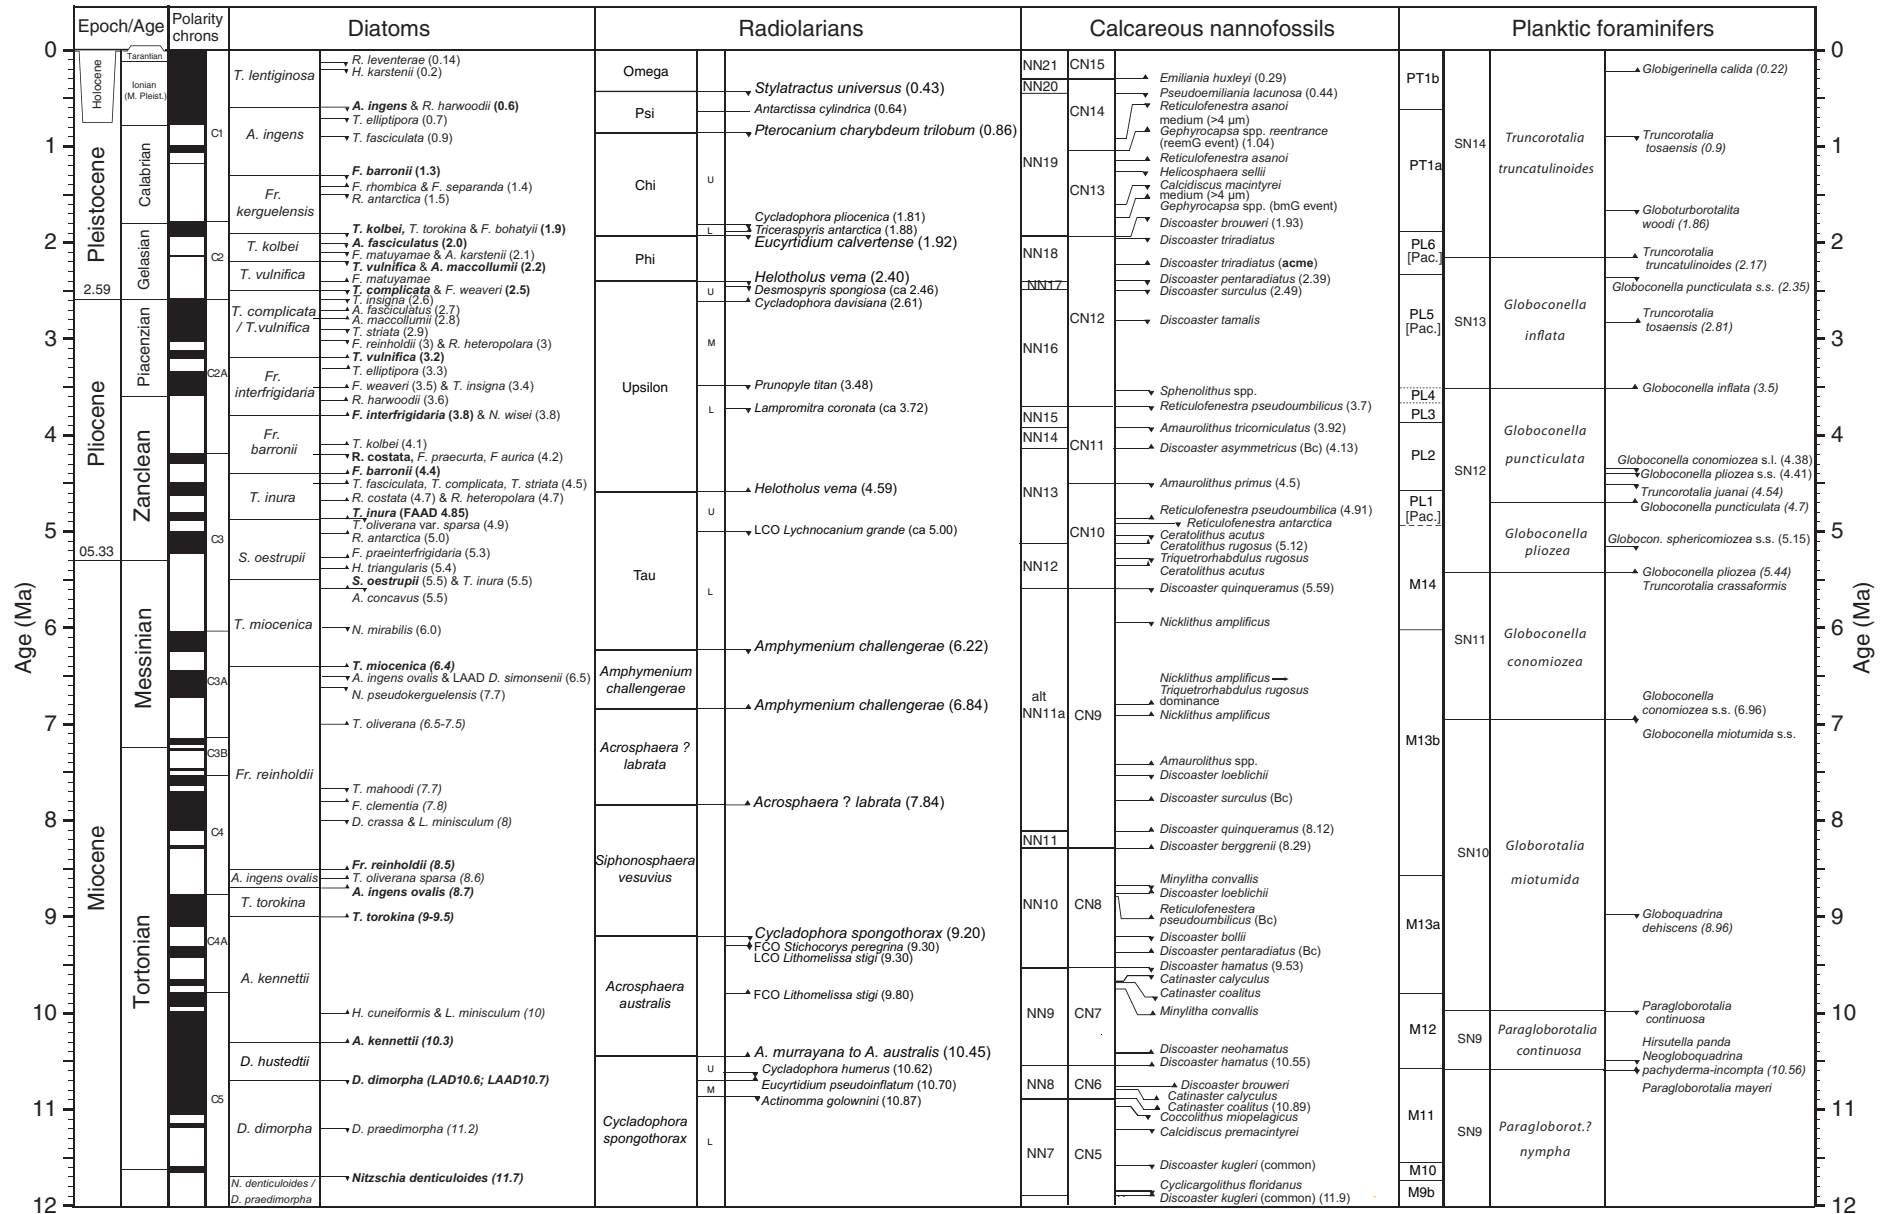 Epoch/Age
Polarity
chrons
Diatoms
Radiolarians
Calcareous nannofossils
Planktic foraminifers
Age (Ma)
0
1
2
3
4
5
6
7
8
9
10
11
12
Holocene
Pleistocene
2.59
Pliocene
05.33
Miocene
Tarantian
Ionian
(M. Pleist.)
Calabrian
Gelasian
Piacenzian
Zanclean
Messinian
Tortonian
C1
C2
C2A
C3
C3A
C3B
C4
C4A
C5
T. lentiginosa
A. ingens
Fr.
kerguelensis
T. kolbei
T. vulnifica
T. complicata
/ T.vulnifica
Fr.
interfrigidaria
Fr.
barronii
T. inura
S. oestrupii
T. miocenica
Fr. reinholdii
A. ingens ovalis
T. torokina
A. kennettii
D. hustedtii
D. dimorpha
N. denticuloides /
D. praedimorpha
R. leventerae (0.14)
H. karstenii (0.2)
A. ingens & R. harwoodii (0.6)
T. elliptipora (0.7)
T. fasciculata (0.9)
F. barronii (1.3)
F. rhombica & F. separanda (1.4)
R. antarctica (1.5)
T. kolbei, T. torokina & F. bohatyii (1.9)
A. fasciculatus (2.0)
F. matuyamae & A. karstenii (2.1)
T. vulnifica & A. maccollumii (2.2)
F. matuyamae
T. complicata & F. weaveri (2.5)
T. insigna (2.6)
A. fasciculatus (2.7)
A. maccollumii (2.8)
T. striata (2.9)
F. reinholdii (3) & R. heteropolara (3)
T. vulnifica (3.2)
T. elliptipora (3.3)
F. weaveri (3.5) & T. insigna (3.4)
R. harwoodii (3.6)
F. interfrigidaria (3.8) & N. wisei (3.8)
T. kolbei (4.1)
R. costata, F. praecurta, F aurica (4.2)
F. barronii (4.4)
T. fasciculata, T. complicata, T. striata (4.5)
R. costata (4.7) & R. heteropolara (4.7)
T. inura (FAAD 4.85)
T. oliverana var. sparsa (4.9)
R. antarctica (5.0)
F. praeinterfrigidaria (5.3)
H. triangularis (5.4)
S. oestrupii (5.5) & T. inura (5.5)
A. concavus (5.5)
N. mirabilis (6.0)
T. miocenica (6.4)
A. ingens ovalis & LAAD D. simonsenii (6.5)
N. pseudokerguelensis (7.7)
T. oliverana (6.5-7.5)
T. mahoodi (7.7)
F. clementia (7.8)
D. crassa & L. minisculum (8)
Fr. reinholdii (8.5)
T. oliverana sparsa (8.6)
A. ingens ovalis (8.7)
T. torokina (9-9.5)
H. cuneiformis & L. minisculum (10)
A. kennettii (10.3)
D. dimorpha (LAD10.6; LAAD10.7)
D. praedimorpha (11.2)
Nitzschia denticuloides (11.7)
Omega
Psi
Chi
Phi
Upsilon
Tau
Amphymenium
challengerae
Acrosphaera ?
labrata
Siphonosphaera
vesuvius
Acrosphaera
australis
Cycladophora
spongothorax
U
L
U
M
L
U
L
U
M
L
Stylatractus universus (0.43)
Antarctissa cylindrica (0.64)
Pterocanium charybdeum trilobum (0.86)
Cycladophora pliocenica (1.81)
Triceraspyris antarctica (1.88)
Eucyrtidium calvertense (1.92)
Helotholus vema (2.40)
Desmospyris spongiosa (ca 2.46)
Cycladophora davisiana (2.61)
Prunopyle titan (3.48)
Lampromitra coronata (ca 3.72)
Helotholus vema (4.59)
LCO Lychnocanium grande (ca 5.00)
Amphymenium challengerae (6.22)
Amphymenium challengerae (6.84)
Acrosphaera ? labrata (7.84)
Cycladophora spongothorax (9.20)
FCO Stichocorys peregrina (9.30)
LCO Lithomelissa stigi (9.30)
FCO Lithomelissa stigi (9.80)
A. murrayana to A. australis (10.45)
Cycladophora humerus (10.62)
Eucyrtidium pseudoinflatum (10.70)
Actinomma golownini (10.87)
NN21
NN20
NN19
NN18
NN17
NN16
NN15
NN14
NN13
NN12
alt
NN11a
NN11
NN10
NN9
NN8
NN7
CN15
CN14
CN13
CN12
CN11
CN10
CN9
CN8
CN7
CN6
CN5
Emiliania huxleyi (0.29)
Pseudoemiliania lacunosa (0.44)
Reticulofenestra asanoi
medium (>4 µm)
Gephyrocapsa spp. reentrance
(reemG event) (1.04)
Reticulofenestra asanoi
Helicosphaera sellii
Calcidiscus macintyrei
medium (>4 µm)
Gephyrocapsa spp. (bmG event)
Discoaster brouweri (1.93)
Discoaster triradiatus
Discoaster triradiatus (acme)
Discoaster pentaradiatus (2.39)
Discoaster surculus (2.49)
Discoaster tamalis
Sphenolithus spp.
Reticulofenestra pseudoumbilicus (3.7)
Amaurolithus tricorniculatus (3.92)
Discoaster asymmetricus (Bc) (4.13)
Amaurolithus primus (4.5)
Reticulofenestra pseudoumbilica (4.91)
Reticulofenestra antarctica
Ceratolithus acutus
Ceratolithus rugosus (5.12)
Triquetrorhabdulus rugosus
Ceratolithus acutus
Discoaster quinqueramus (5.59)
Nicklithus amplificus
Nicklithus amplificus
Triquetrorhabdulus rugosus
dominance
Nicklithus amplificus
Amaurolithus spp.
Discoaster loeblichii
Discoaster surculus (Bc)
Discoaster quinqueramus (8.12)
Discoaster berggrenii (8.29)
Minylitha convallis
Discoaster loeblichii
Reticulofenestera
pseudoumbilicus (Bc)
Discoaster bollii
Discoaster pentaradiatus (Bc)
Discoaster hamatus (9.53)
Catinaster calyculus
Catinaster coalitus
Minylitha convallis
Discoaster neohamatus
Discoaster hamatus (10.55)
Discoaster brouweri
Catinaster calyculus
Catinaster coalitus (10.89)
Coccolithus miopelagicus
Calcidiscus premacintyrei
Discoaster kugleri (common)
Cyclicargolithus floridanus
Discoaster kugleri (common) (11.9)
PT1b
PT1a
PL6
[Pac.]
PL5
[Pac.]
PL4
PL3
PL2
PL1
[Pac.]
M14
M13b
M13a
M12
M11
M10
M9b
SN14
SN13
SN12
SN11
SN10
SN9
SN9
Truncorotalia
truncatulinoides
Globoconella
inflata
Globoconella
puncticulata
Globoconella
pliozea
Globoconella
conomiozea
Globorotalia
miotumida
Paragloborotalia
continuosa
Paragloborot.?
nympha
Globigerinella calida (0.22)
Truncorotalia
tosaensis (0.9)
Globoturborotalita
woodi (1.86)
Truncorotalia
truncatulinoides (2.17)
Globoconella puncticulata s.s. (2.35)
Truncorotalia
tosaensis (2.81)
Globoconella inflata (3.5)
Globoconella conomiozea s.l. (4.38)
Globoconella pliozea s.s. (4.41)
Truncorotalia juanai (4.54)
Globoconella puncticulata (4.7)
Globocon. sphericomiozea s.s. (5.15)
Globoconella pliozea (5.44)
Truncorotalia crassaformis
Globoconella
conomiozea s.s. (6.96)
Globoconella miotumida s.s.
Globoquadrina
dehiscens (8.96)
Paragloborotalia
continuosa
Hirsutella panda
Neogloboquadrina
pachyderma-incompta (10.56)
Paragloborotalia mayeri
0
1
2
3
4
5
6
7
8
9
10
11
12
Age (Ma)